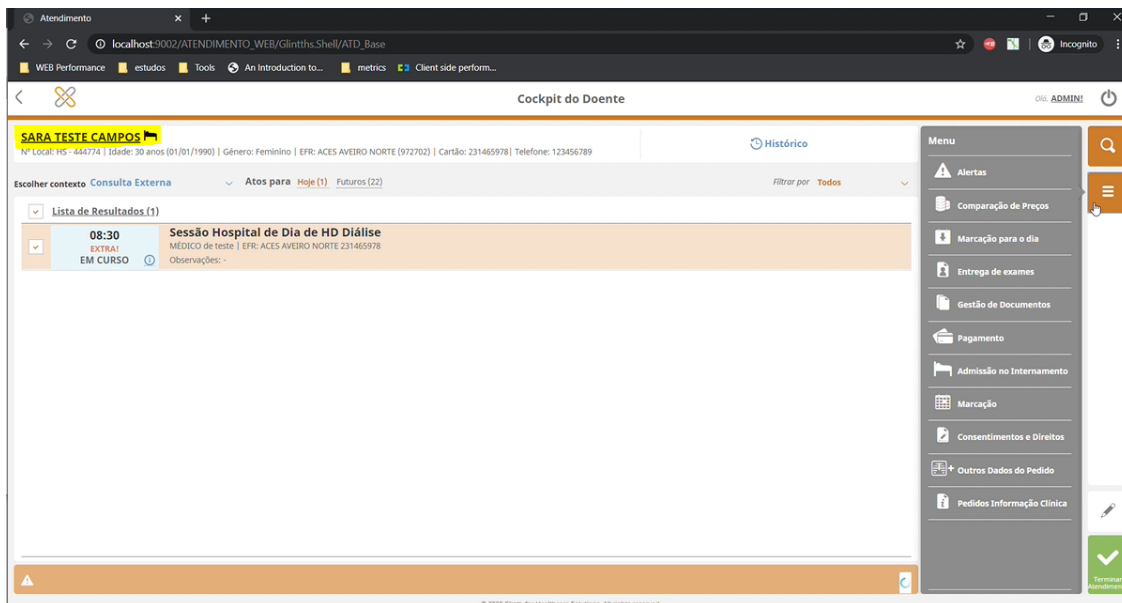 Atendimento
localhost:9002/ATENDIMENTO_WEB/Glintths.Shell/ATD_Base
Incognito
WEB Performance estudos Tools An Introduction to... metrics Client side perform...
Cockpit do Doente
Olá, ADMIN!
SARA TESTE CAMPOS
Nº Local: HS - 444774 | Idade: 30 anos (01/01/1990) | Género: Feminino | EFR: ACES AVEIRO NORTE (972702) | Cartão: 231465978| Telefone: 123456789
Histórico
Escolher contexto Consulta Externa Atos para Hoje (1) Futuros (22) Filtrar por Todos
Lista de Resultados (1)
08:30
EXTRA!
EM CURSO
Sessão Hospital de Dia de HD Diálise
MÉDICO de teste | EFR: ACES AVEIRO NORTE 231465978
Observações: -
Menu
Alertas
Comparação de Preços
Marcação para o dia
Entrega de exames
Gestão de Documentos
Pagamento
Admissão no Internamento
Marcação
Consentimentos e Direitos
Outros Dados do Pedido
Pedidos Informação Clínica
Terminar